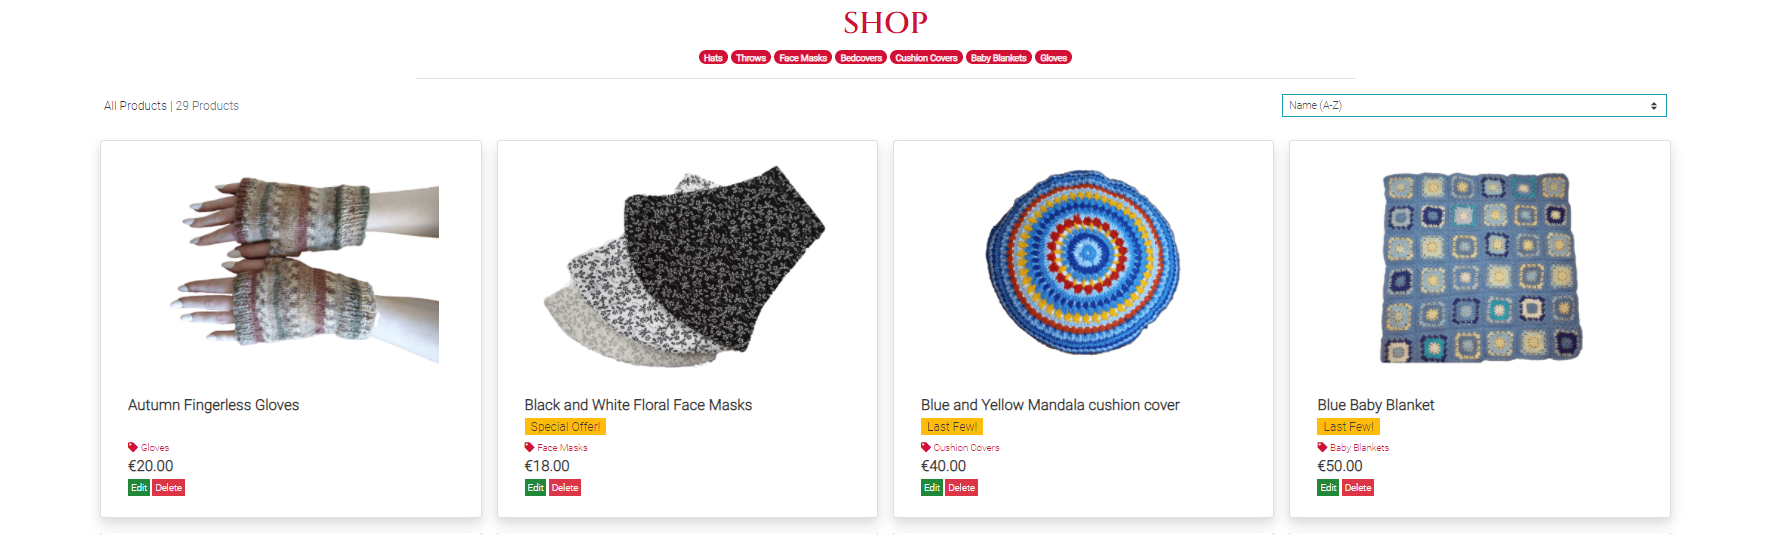 SHOP
Hats Throws Face Masks Bedcovers Cushion Covers Baby Blankets Gloves
All Products | 29 Products
Name (A-Z)
Autumn Fingerless Gloves
Gloves
€20.00
Edit Delete
Black and White Floral Face Masks
Special Offer!
Face Masks
€18.00
Edit Delete
Blue and Yellow Mandala cushion cover
Last Few!
Cushion Covers
€40.00
Edit Delete
Blue Baby Blanket
Last Few!
Baby Blankets
€50.00
Edit Delete